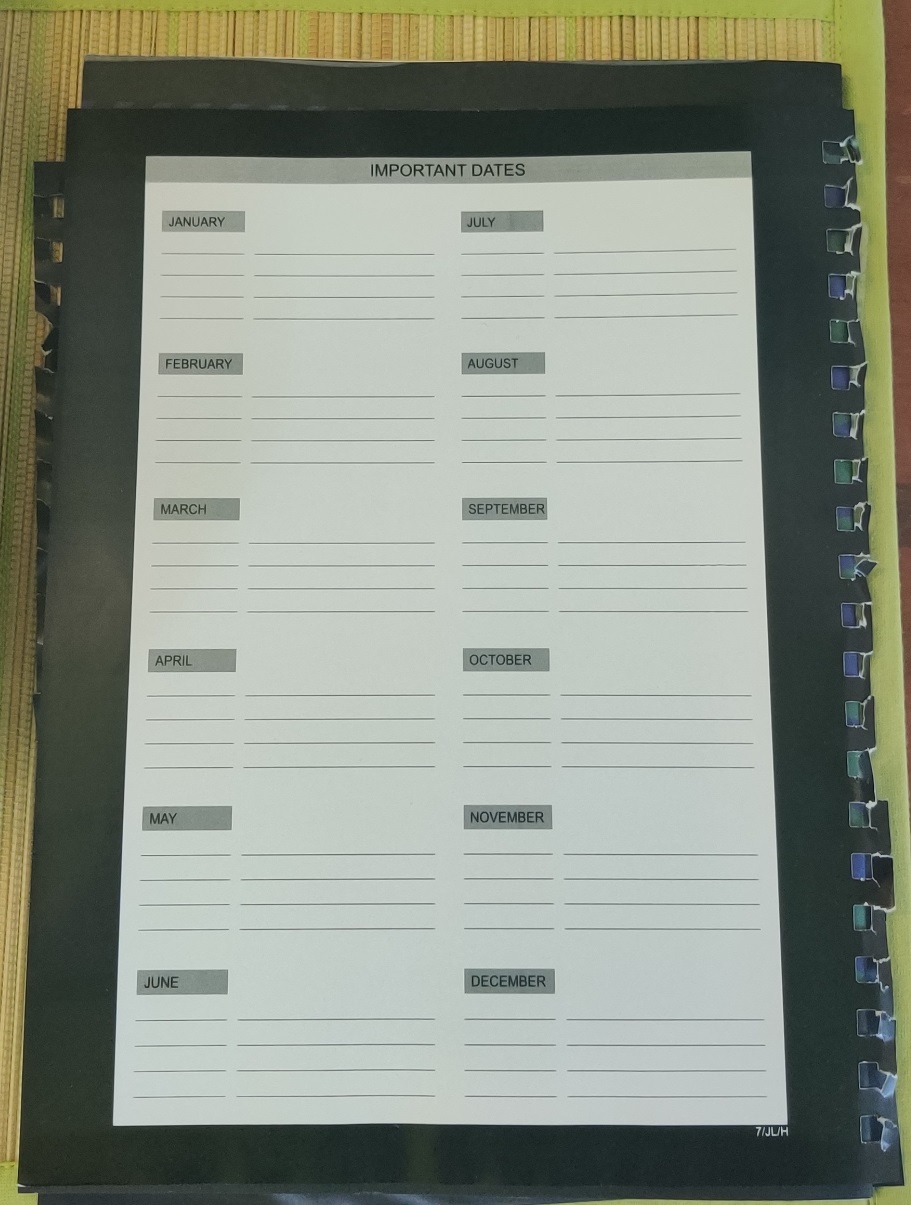 IMPORTANT DATES
JANUARY
FEBRUARY
MARCH
APRIL
MAY
JUNE
JULY
AUGUST
SEPTEMBER
OCTOBER
NOVEMBER
DECEMBER
7/JL/H